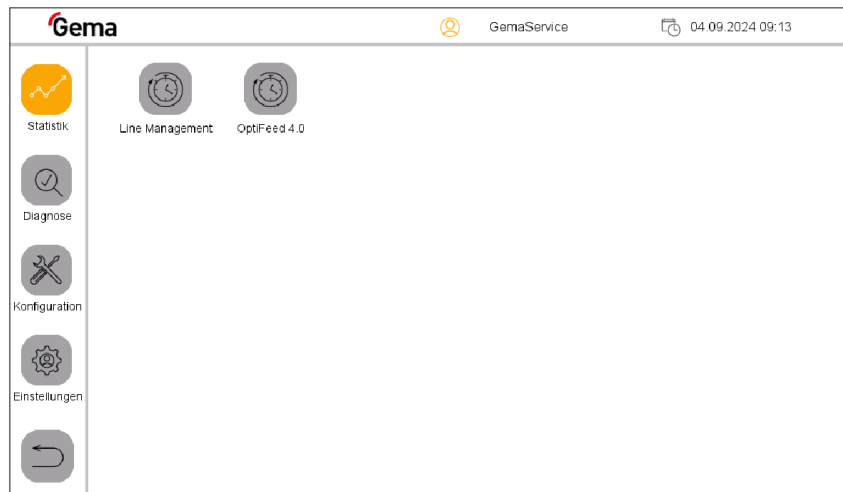 Gema
GemaService
04.09.2024 09:13
Statistik
Line Management
OptiFeed 4.0
Diagnose
Konfiguration
Einstellungen